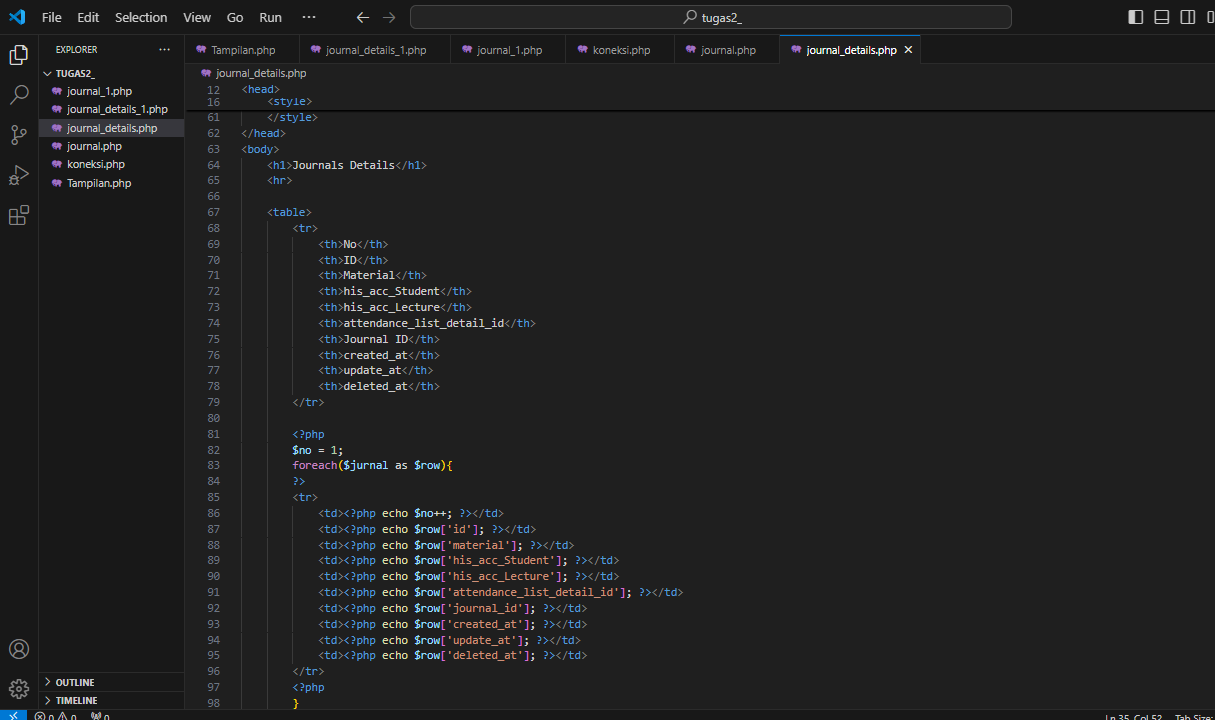 File Edit Selection View Go Run ··· ← → tugas2_
EXPLORER ···
TUGAS2_
journal_1.php
journal_details_1.php
journal_details.php
journal.php
koneksi.php
Tampilan.php
OUTLINE
TIMELINE
Tampilan.php journal_details_1.php journal_1.php koneksi.php journal.php journal_details.php ×
journal_details.php
12 <head>
16 <style>
61 </style>
62 </head>
63 <body>
64 <h1>Journals Details</h1>
65 <hr>
66
67 <table>
68 <tr>
69 <th>No</th>
70 <th>ID</th>
71 <th>Material</th>
72 <th>his_acc_Student</th>
73 <th>his_acc_Lecture</th>
74 <th>attendance_list_detail_id</th>
75 <th>Journal ID</th>
76 <th>created_at</th>
77 <th>update_at</th>
78 <th>deleted_at</th>
79 </tr>
80
81 <?php
82 $no = 1;
83 foreach($jurnal as $row){
84 ?>
85 <tr>
86 <td><?php echo $no++; ?></td>
87 <td><?php echo $row['id']; ?></td>
88 <td><?php echo $row['material']; ?></td>
89 <td><?php echo $row['his_acc_Student']; ?></td>
90 <td><?php echo $row['his_acc_Lecture']; ?></td>
91 <td><?php echo $row['attendance_list_detail_id']; ?></td>
92 <td><?php echo $row['journal_id']; ?></td>
93 <td><?php echo $row['created_at']; ?></td>
94 <td><?php echo $row['update_at']; ?></td>
95 <td><?php echo $row['deleted_at']; ?></td>
96 </tr>
97 <?php
98 }
0 0 0 Ln 35, Col 52 Tab Size: